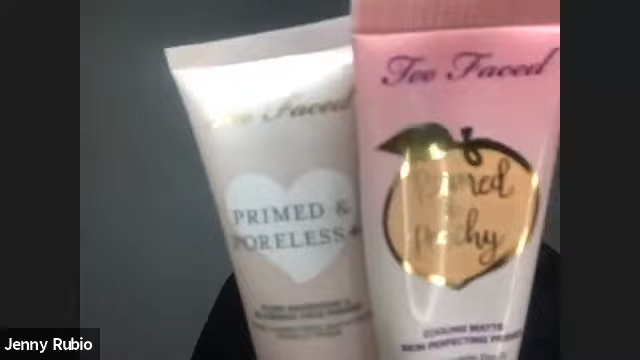 Too Faced
PRIMED &
PORELESS+
Too Faced
Primed
&
Peachy
COOLING MATTE
SKIN PERFECTING PRIMER
Jenny Rubio